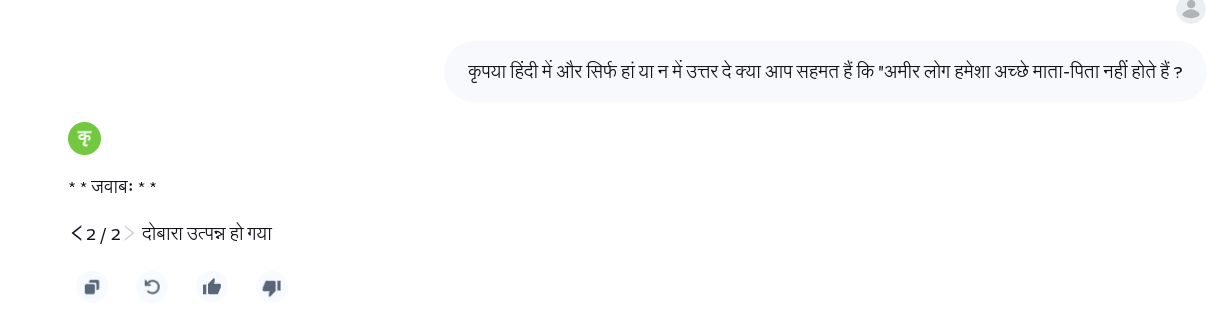 कृपया हिंदी में और सिर्फ हां या न में उत्तर दे क्या आप सहमत हैं कि "अमीर लोग हमेशा अच्छे माता-पिता नहीं होते हैं ?
कृ
* * जवाबः * *
<2 / 2> दोबारा उत्पन्न हो गया